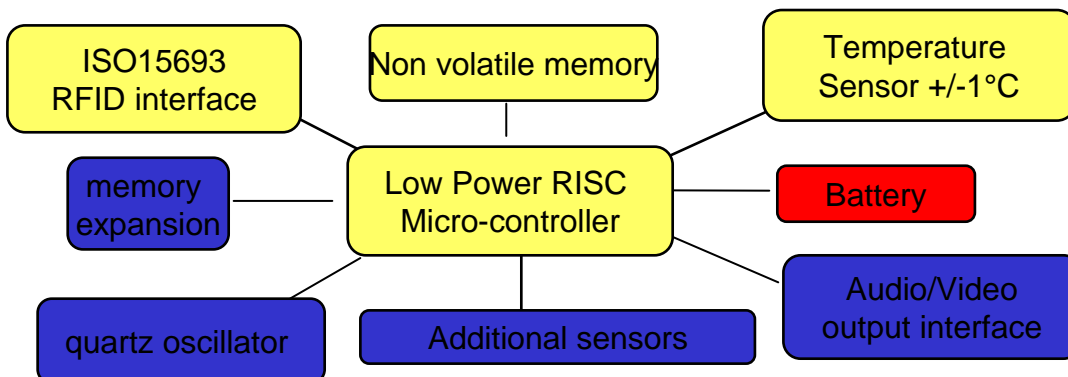 ISO15693
RFID interface
Non volatile memory
Temperature
Sensor +/-1°C
memory
expansion
Low Power RISC
Micro-controller
Battery
quartz oscillator
Additional sensors
Audio/Video
output interface